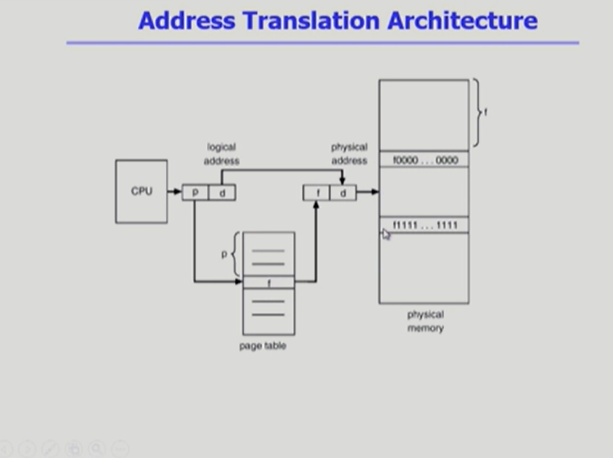 Address Translation Architecture
logical
address
physical
address
f
f0000 ... 0000
CPU
p
d
f
d
f1111 ... 1111
p
f
physical
memory
page table